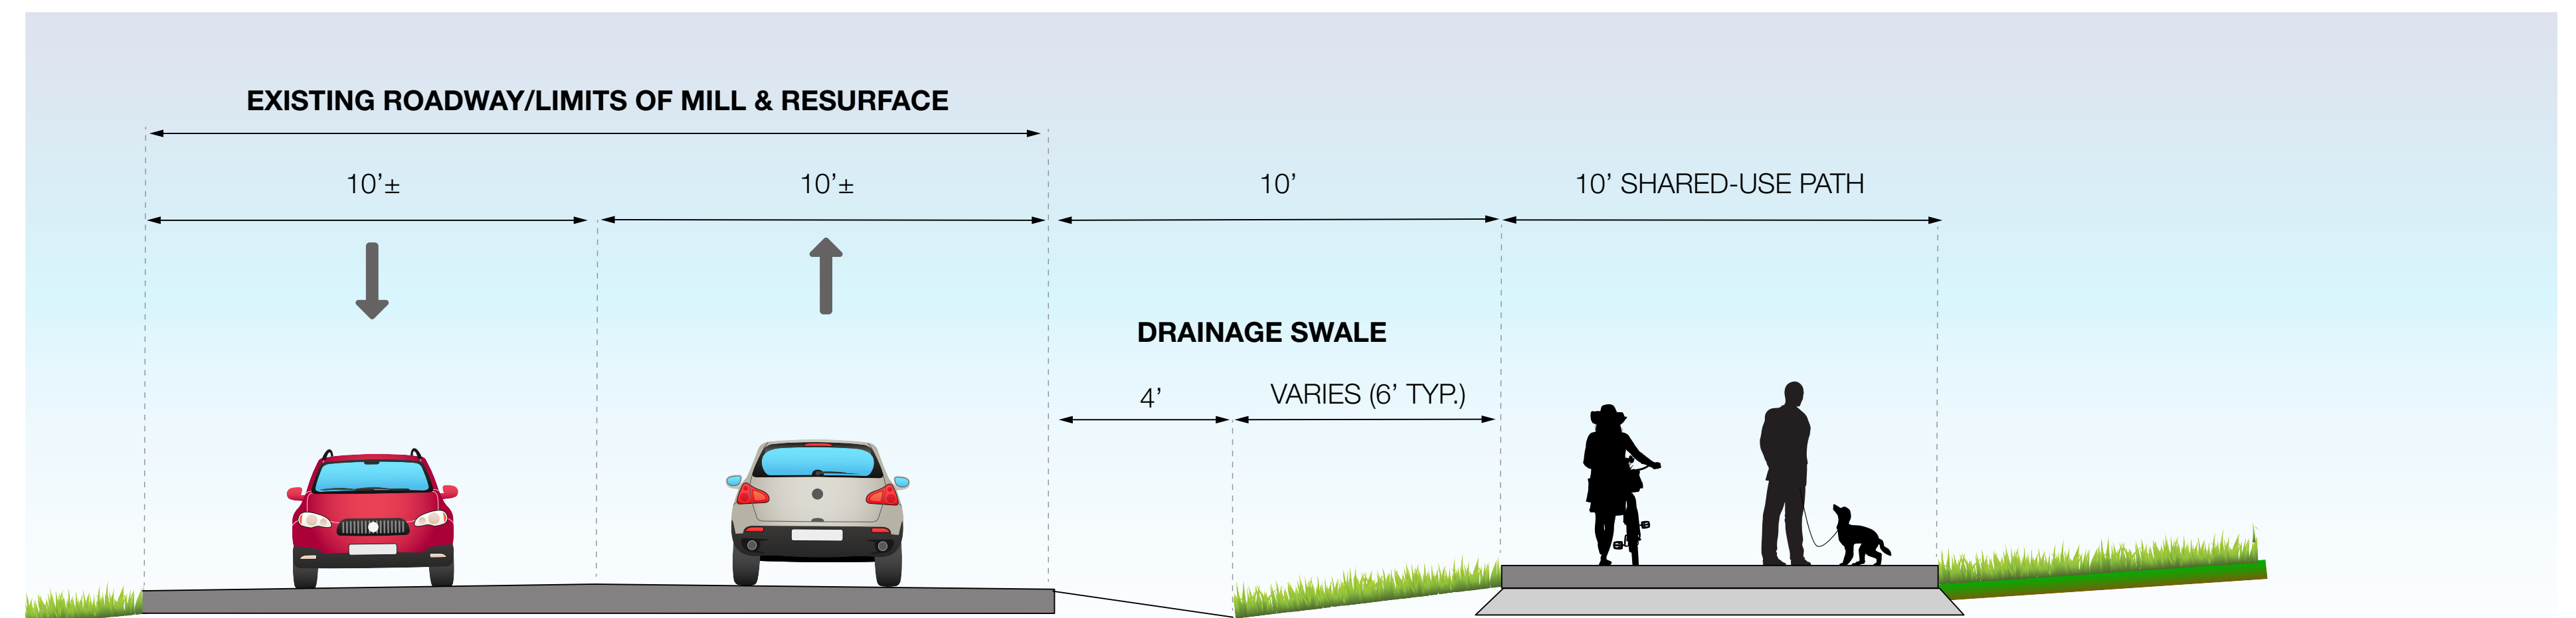 EXISTING ROADWAY/LIMITS OF MILL & RESURFACE
10’±
10’±
10’
10’ SHARED-USE PATH
DRAINAGE SWALE
4’
VARIES (6’ TYP.)